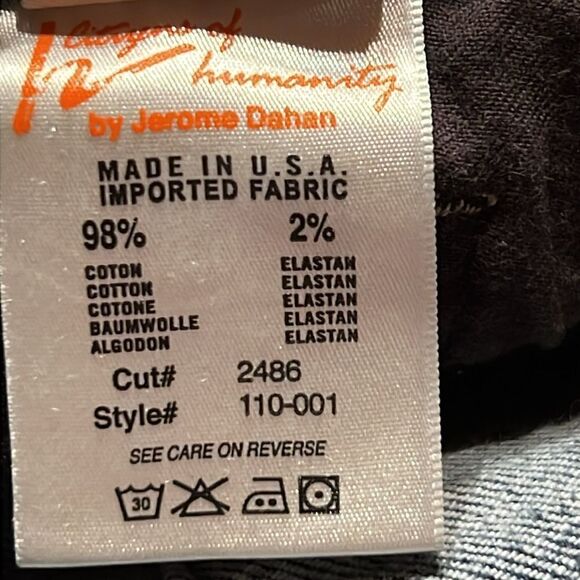 Citizens of
humanity
by Jerome Dahan
MADE IN U.S.A.
IMPORTED FABRIC
98% 2%
COTON ELASTAN
COTTON ELASTAN
COTONE ELASTAN
BAUMWOLLE ELASTAN
ALGODON ELASTAN
Cut# 2486
Style# 110-001
SEE CARE ON REVERSE
30